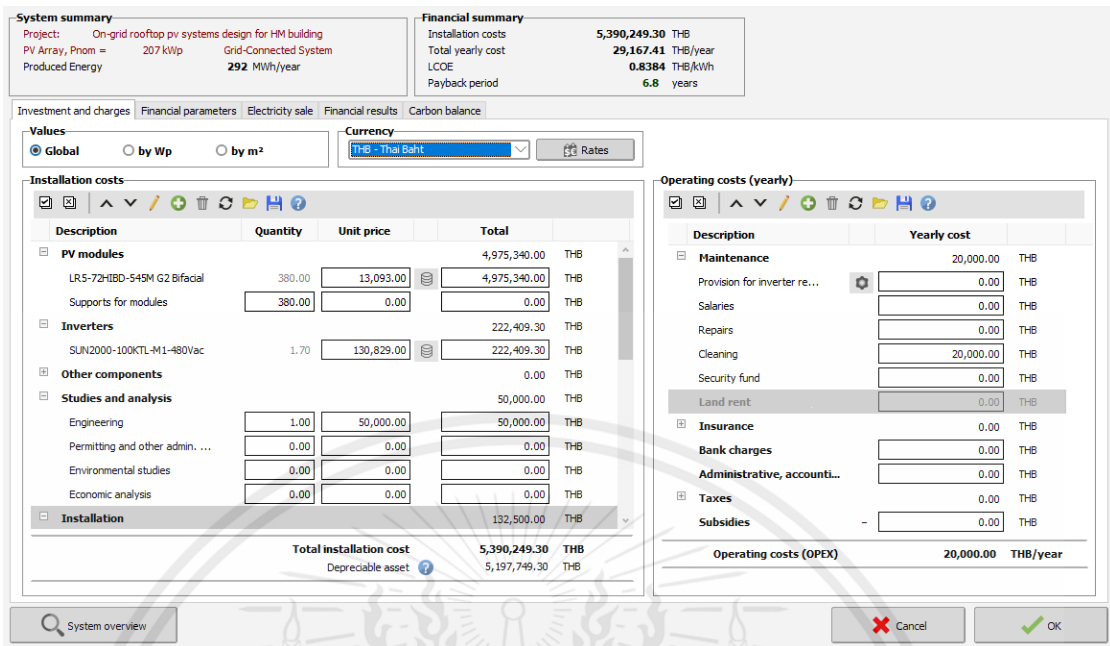 System summary
Project: On-grid rooftop pv systems design for HM building
PV Array, Pnom = 207 kWp Grid-Connected System
Produced Energy 292 MWh/year
Financial summary
Installation costs 5,390,249.30 THB
Total yearly cost 29,167.41 THB/year
LCOE 0.8384 THB/kWh
Payback period 6.8 years
Investment and charges Financial parameters Electricity sale Financial results Carbon balance
Values
Global by Wp by m²
Currency
THB - Thai Baht Rates
Installation costs
Description Quantity Unit price Total
PV modules 4,975,340.00 THB
LR5-72HIBD-545M G2 Bifacial 380.00 13,093.00 4,975,340.00 THB
Supports for modules 380.00 0.00 0.00 THB
Inverters 222,409.30 THB
SUN2000-100KTL-M1-480Vac 1.70 130,829.00 222,409.30 THB
Other components 0.00 THB
Studies and analysis 50,000.00 THB
Engineering 1.00 50,000.00 50,000.00 THB
Permitting and other admin. ... 0.00 0.00 0.00 THB
Environmental studies 0.00 0.00 0.00 THB
Economic analysis 0.00 0.00 0.00 THB
Installation 132,500.00 THB
Total installation cost 5,390,249.30 THB
Depreciable asset 5,197,749.30 THB
Operating costs (yearly)
Description Yearly cost
Maintenance 20,000.00 THB
Provision for inverter re... 0.00 THB
Salaries 0.00 THB
Repairs 0.00 THB
Cleaning 20,000.00 THB
Security fund 0.00 THB
Land rent 0.00 THB
Insurance 0.00 THB
Bank charges 0.00 THB
Administrative, accounti... 0.00 THB
Taxes 0.00 THB
Subsidies - 0.00 THB
Operating costs (OPEX) 20,000.00 THB/year
System overview Cancel OK